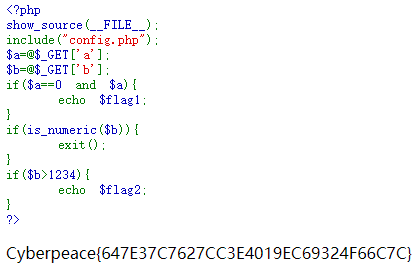 <?php
show_source(__FILE__);
include("config.php");
$a=@$_GET['a'];
$b=@$_GET['b'];
if($a==0 and $a){
echo $flag1;
}
if(is_numeric($b)){
exit();
}
if($b>1234){
echo $flag2;
}
?>
Cyberpeace{647E37C7627CC3E4019EC69324F66C7C}